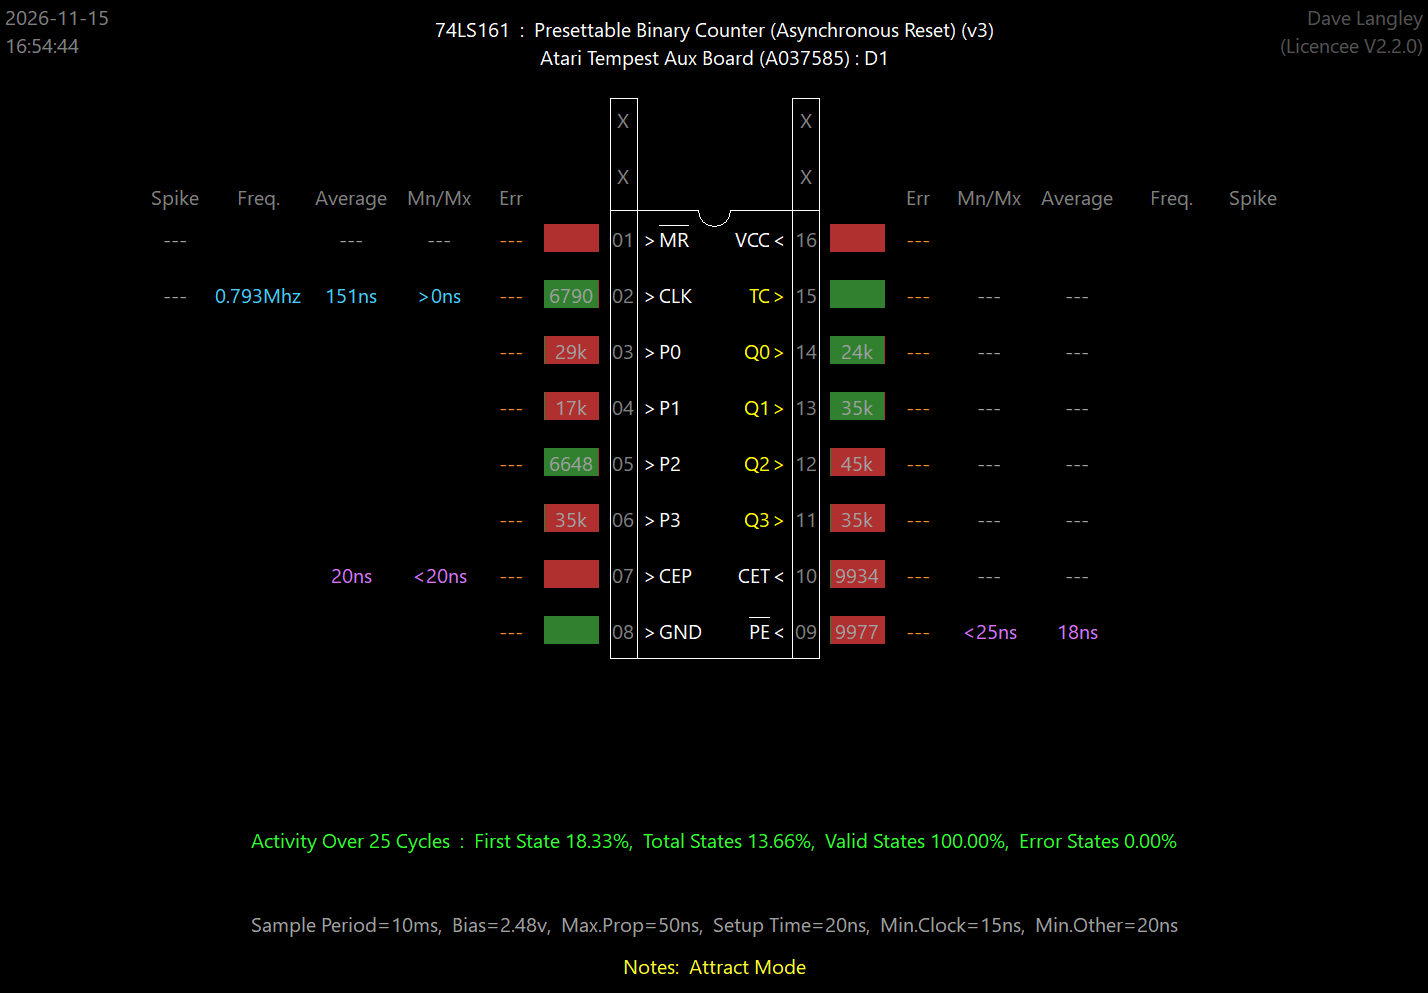 2026-11-15
16:54:44
74LS161 : Presettable Binary Counter (Asynchronous Reset) (v3)
Atari Tempest Aux Board (A037585) : D1
Dave Langley
(Licencee V2.2.0)
X X
X X
Spike Freq. Average Mn/Mx Err Err Mn/Mx Average Freq. Spike
--- --- --- --- 01 >MR VCC< 16 ---
--- 0.793Mhz 151ns >0ns --- 6790 02 >CLK TC> 15 --- --- ---
--- 29k 03 >P0 Q0> 14 24k --- --- ---
--- 17k 04 >P1 Q1> 13 35k --- --- ---
--- 6648 05 >P2 Q2> 12 45k --- --- ---
--- 35k 06 >P3 Q3> 11 35k --- --- ---
20ns <20ns --- 07 >CEP CET< 10 9934 --- --- ---
--- 08 >GND PE< 09 9977 --- <25ns 18ns
Activity Over 25 Cycles : First State 18.33%, Total States 13.66%, Valid States 100.00%, Error States 0.00%
Sample Period=10ms, Bias=2.48v, Max.Prop=50ns, Setup Time=20ns, Min.Clock=15ns, Min.Other=20ns
Notes: Attract Mode